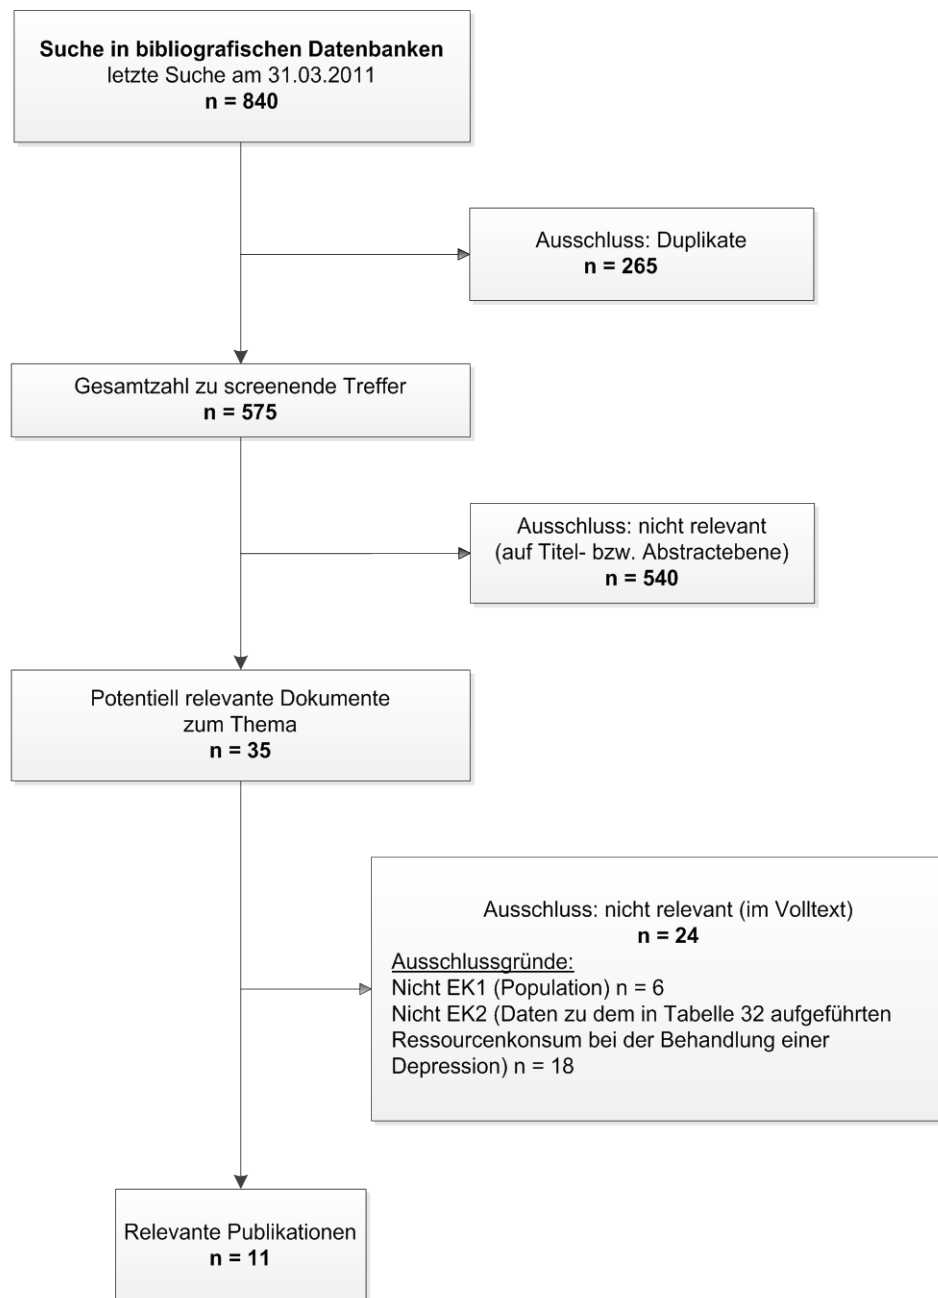 Suche in bibliografischen Datenbanken
letzte Suche am 31.03.2011
n = 840
Ausschluss: Duplikate
n = 265
Gesamtzahl zu screenende Treffer
n = 575
Ausschluss: nicht relevant
(auf Titel- bzw. Abstractebene)
n = 540
Potentiell relevante Dokumente
zum Thema
n = 35
Ausschluss: nicht relevant (im Volltext)
n = 24
Ausschlussgründe:
Nicht EK1 (Population) n = 6
Nicht EK2 (Daten zu dem in Tabelle 32 aufgeführten
Ressourcenkonsum bei der Behandlung einer
Depression) n = 18
Relevante Publikationen
n = 11